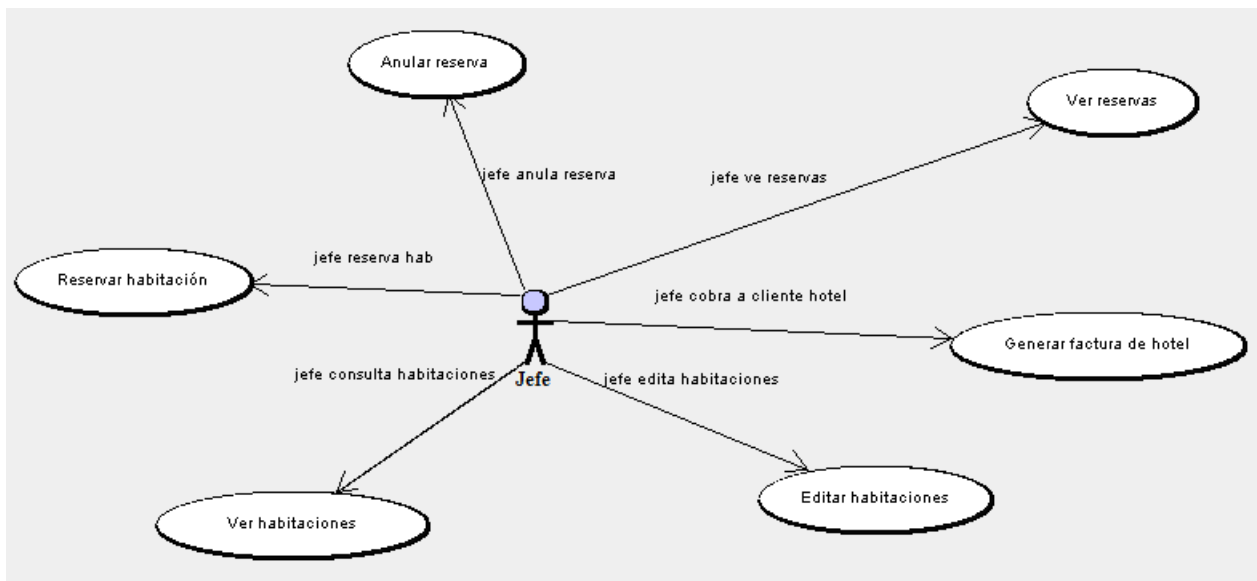 Anular reserva
Ver reservas
jefe anula reserva
jefe ve reservas
jefe reserva hab
Reservar habitación
jefe cobra a cliente hotel
Generar factura de hotel
jefe consulta habitaciones
Jefe
jefe edita habitaciones
Editar habitaciones
Ver habitaciones